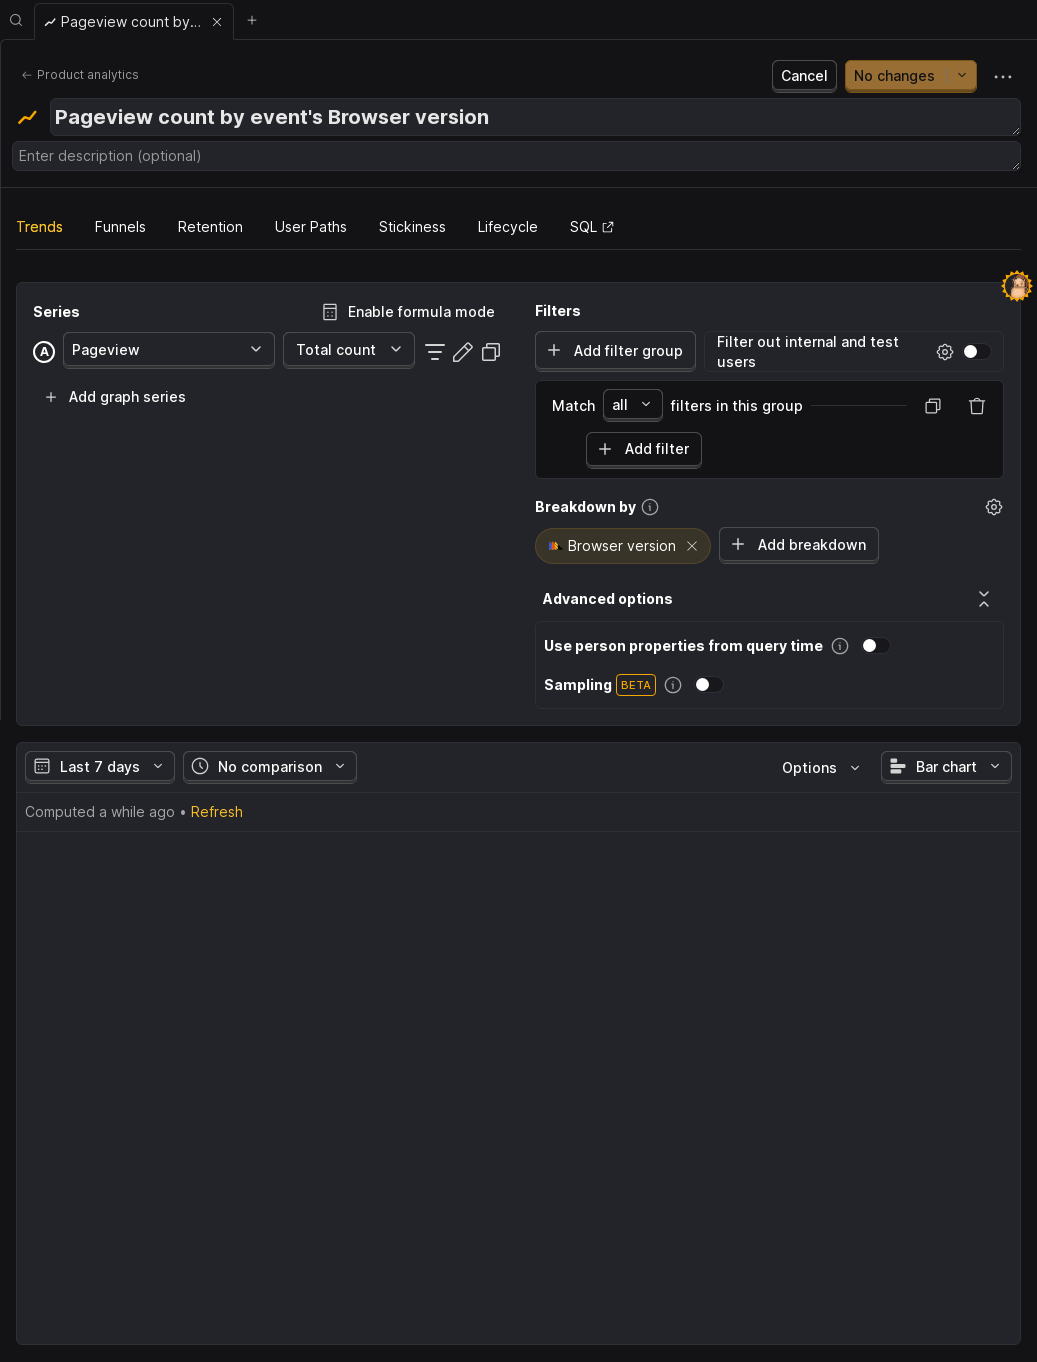 Pageview count by...
Product analytics
Cancel
No changes
Pageview count by event's Browser version
Enter description (optional)
Trends
Funnels
Retention
User Paths
Stickiness
Lifecycle
SQL
Series
Enable formula mode
A
Pageview
Total count
Add graph series
Filters
Add filter group
Filter out internal and test
users
Match
all
filters in this group
Add filter
Breakdown by
Browser version
Add breakdown
Advanced options
Use person properties from query time
Sampling BETA
Last 7 days
No comparison
Options
Bar chart
Computed a while ago • Refresh